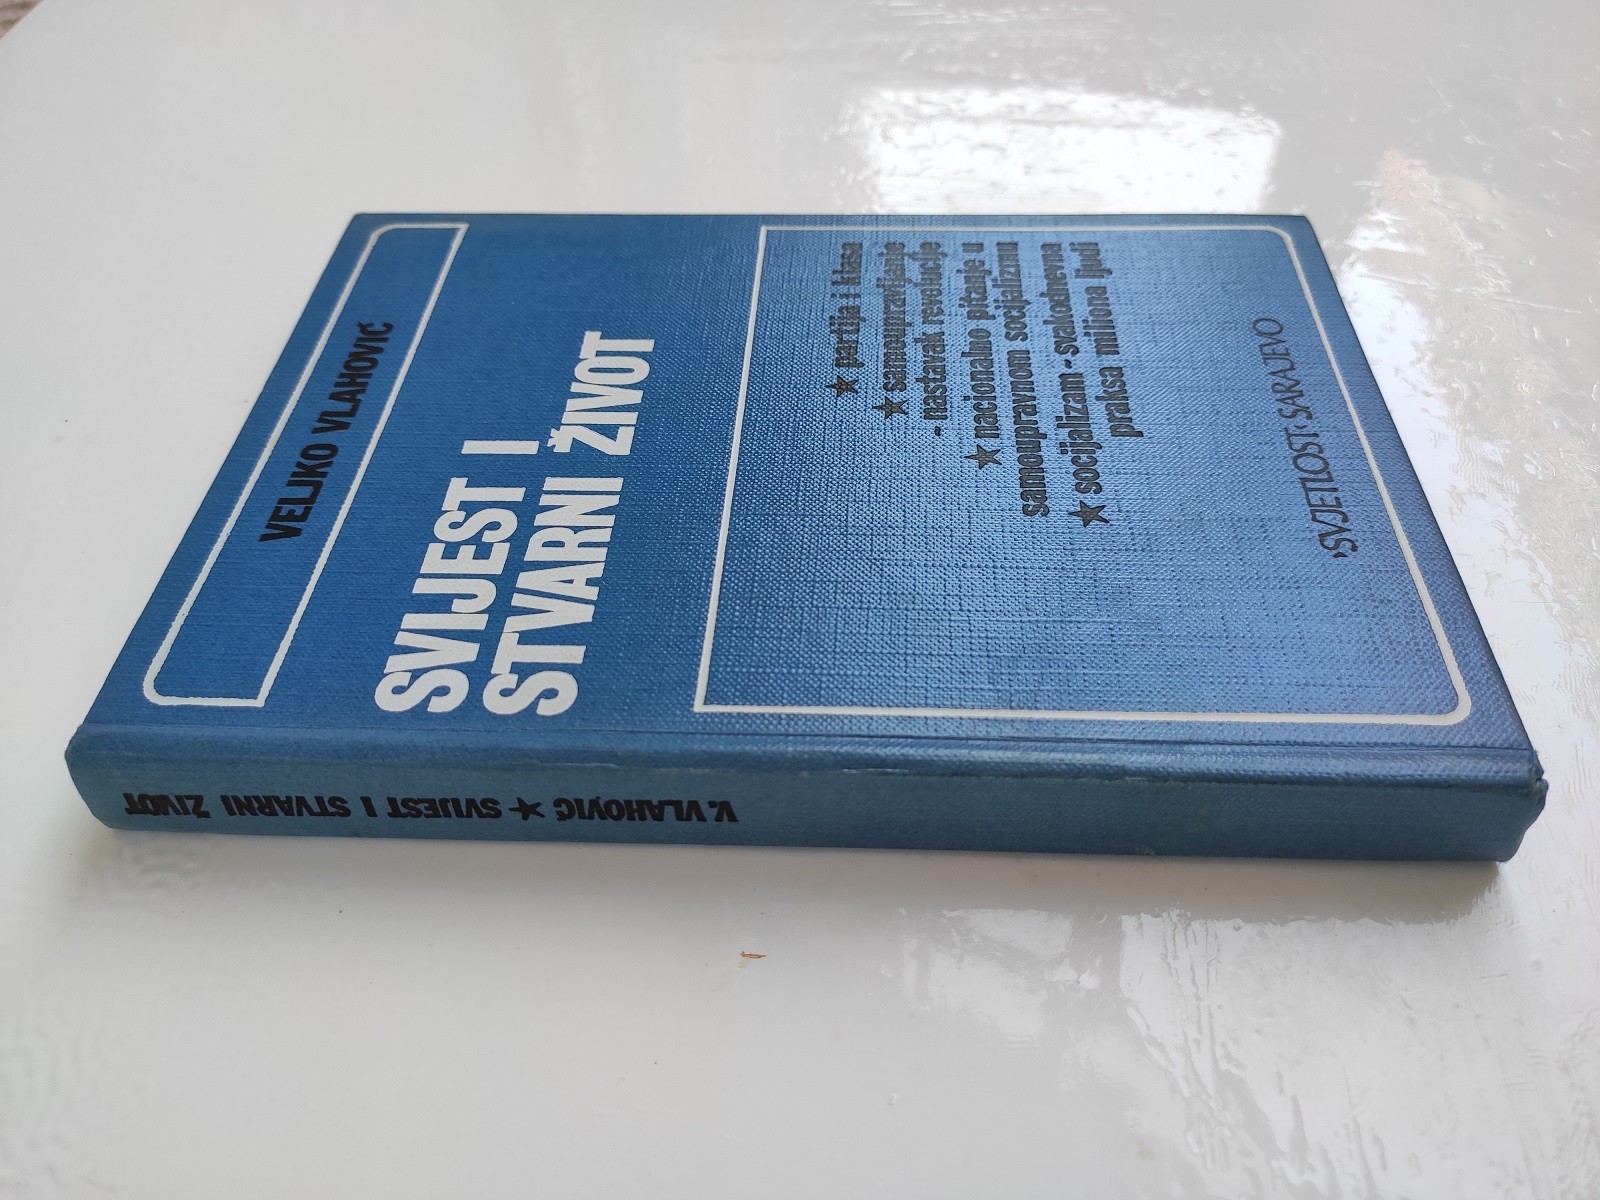 VELJKO VLAHOVIĆ
SVIJEST I
STVARNI ŽIVOT
★ partija i klasa
★ samoupravljanje
- nastavak revolucije
★ nacionalno pitanje u
samoupravnom socijalizmu
★ socijalizam - svakodnevna
praksa miliona ljudi
»SVJETLOST« SARAJEVO
V. VLAHOVIĆ ★ SVIJEST I STVARNI ŽIVOT